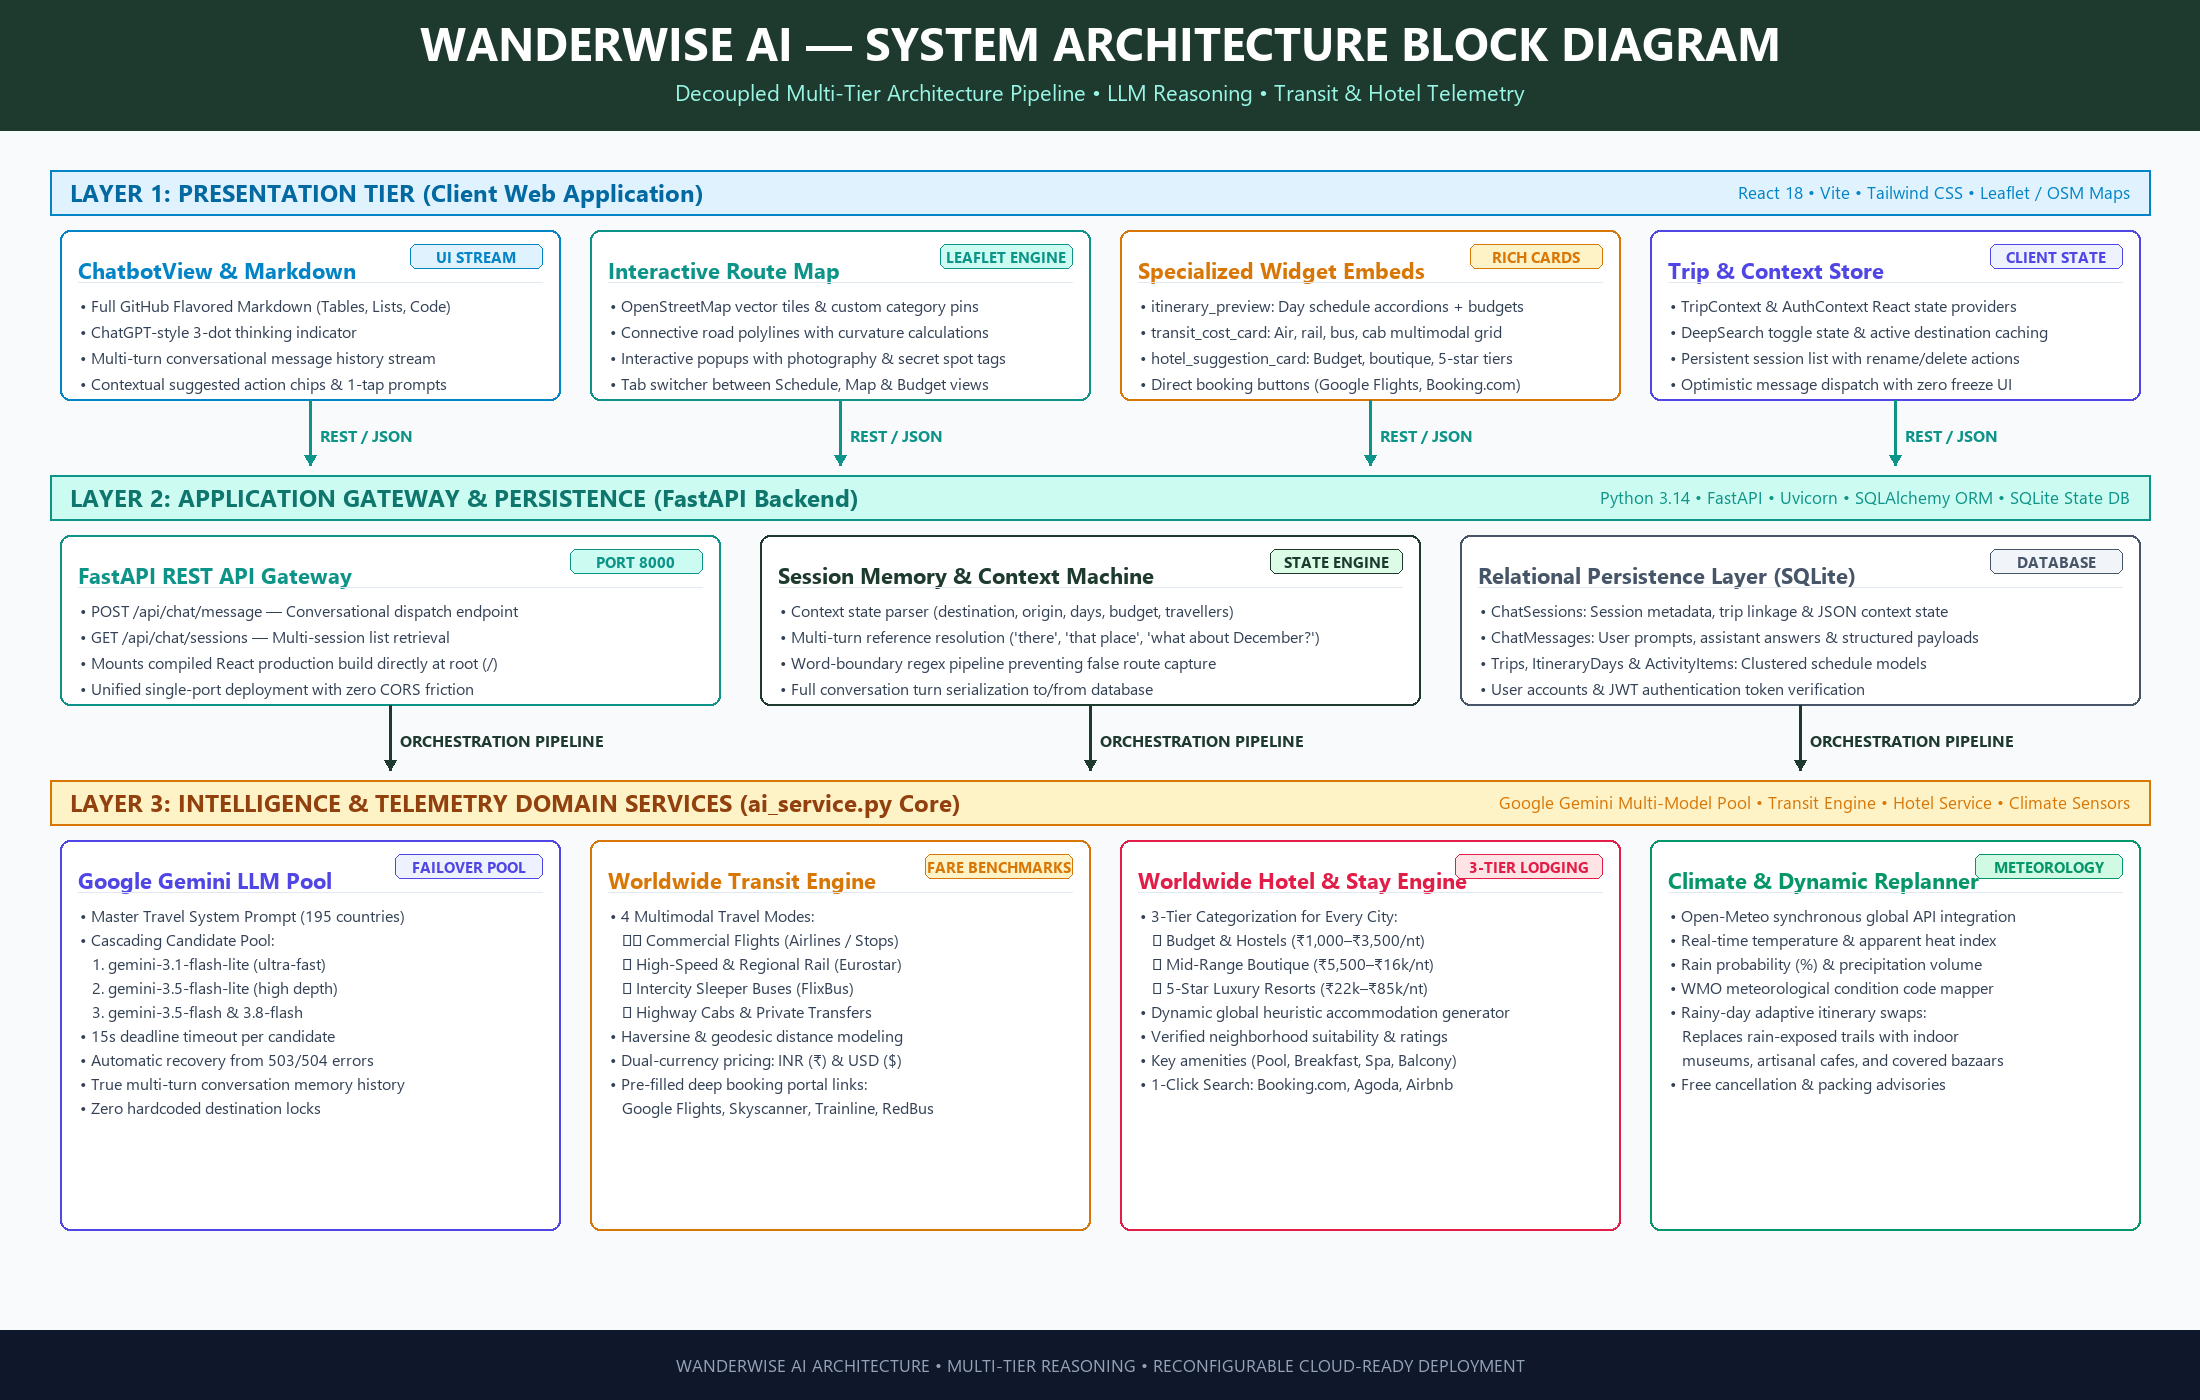 WANDERWISE AI — SYSTEM ARCHITECTURE BLOCK DIAGRAM
Decoupled Multi-Tier Architecture Pipeline • LLM Reasoning • Transit & Hotel Telemetry
LAYER 1: PRESENTATION TIER (Client Web Application)
React 18 • Vite • Tailwind CSS • Leaflet / OSM Maps
UI STREAM
ChatbotView & Markdown
• Full GitHub Flavored Markdown (Tables, Lists, Code)
• ChatGPT-style 3-dot thinking indicator
• Multi-turn conversational message history stream
• Contextual suggested action chips & 1-tap prompts
LEAFLET ENGINE
Interactive Route Map
• OpenStreetMap vector tiles & custom category pins
• Connective road polylines with curvature calculations
• Interactive popups with photography & secret spot tags
• Tab switcher between Schedule, Map & Budget views
RICH CARDS
Specialized Widget Embeds
• itinerary_preview: Day schedule accordions + budgets
• transit_cost_card: Air, rail, bus, cab multimodal grid
• hotel_suggestion_card: Budget, boutique, 5-star tiers
• Direct booking buttons (Google Flights, Booking.com)
CLIENT STATE
Trip & Context Store
• TripContext & AuthContext React state providers
• DeepSearch toggle state & active destination caching
• Persistent session list with rename/delete actions
• Optimistic message dispatch with zero freeze UI
REST / JSON
REST / JSON
REST / JSON
REST / JSON
LAYER 2: APPLICATION GATEWAY & PERSISTENCE (FastAPI Backend)
Python 3.14 • FastAPI • Uvicorn • SQLAlchemy ORM • SQLite State DB
PORT 8000
FastAPI REST API Gateway
• POST /api/chat/message — Conversational dispatch endpoint
• GET /api/chat/sessions — Multi-session list retrieval
• Mounts compiled React production build directly at root (/)
• Unified single-port deployment with zero CORS friction
STATE ENGINE
Session Memory & Context Machine
• Context state parser (destination, origin, days, budget, travellers)
• Multi-turn reference resolution ('there', 'that place', 'what about December?')
• Word-boundary regex pipeline preventing false route capture
• Full conversation turn serialization to/from database
DATABASE
Relational Persistence Layer (SQLite)
• ChatSessions: Session metadata, trip linkage & JSON context state
• ChatMessages: User prompts, assistant answers & structured payloads
• Trips, ItineraryDays & ActivityItems: Clustered schedule models
• User accounts & JWT authentication token verification
ORCHESTRATION PIPELINE
ORCHESTRATION PIPELINE
ORCHESTRATION PIPELINE
LAYER 3: INTELLIGENCE & TELEMETRY DOMAIN SERVICES (ai_service.py Core)
Google Gemini Multi-Model Pool • Transit Engine • Hotel Service • Climate Sensors
FAILOVER POOL
Google Gemini LLM Pool
• Master Travel System Prompt (195 countries)
• Cascading Candidate Pool:
1. gemini-3.1-flash-lite (ultra-fast)
2. gemini-3.5-flash-lite (high depth)
3. gemini-3.5-flash & 3.8-flash
• 15s deadline timeout per candidate
• Automatic recovery from 503/504 errors
• True multi-turn conversation memory history
• Zero hardcoded destination locks
FARE BENCHMARKS
Worldwide Transit Engine
• 4 Multimodal Travel Modes:
▯▯ Commercial Flights (Airlines / Stops)
▯ High-Speed & Regional Rail (Eurostar)
▯ Intercity Sleeper Buses (FlixBus)
▯ Highway Cabs & Private Transfers
• Haversine & geodesic distance modeling
• Dual-currency pricing: INR (₹) & USD ($)
• Pre-filled deep booking portal links:
Google Flights, Skyscanner, Trainline, RedBus
3-TIER LODGING
Worldwide Hotel & Stay Engine
• 3-Tier Categorization for Every City:
▯ Budget & Hostels (₹1,000–₹3,500/nt)
▯ Mid-Range Boutique (₹5,500–₹16k/nt)
▯ 5-Star Luxury Resorts (₹22k–₹85k/nt)
• Dynamic global heuristic accommodation generator
• Verified neighborhood suitability & ratings
• Key amenities (Pool, Breakfast, Spa, Balcony)
• 1-Click Search: Booking.com, Agoda, Airbnb
METEOROLOGY
Climate & Dynamic Replanner
• Open-Meteo synchronous global API integration
• Real-time temperature & apparent heat index
• Rain probability (%) & precipitation volume
• WMO meteorological condition code mapper
• Rainy-day adaptive itinerary swaps:
Replaces rain-exposed trails with indoor
museums, artisanal cafes, and covered bazaars
• Free cancellation & packing advisories
WANDERWISE AI ARCHITECTURE • MULTI-TIER REASONING • RECONFIGURABLE CLOUD-READY DEPLOYMENT